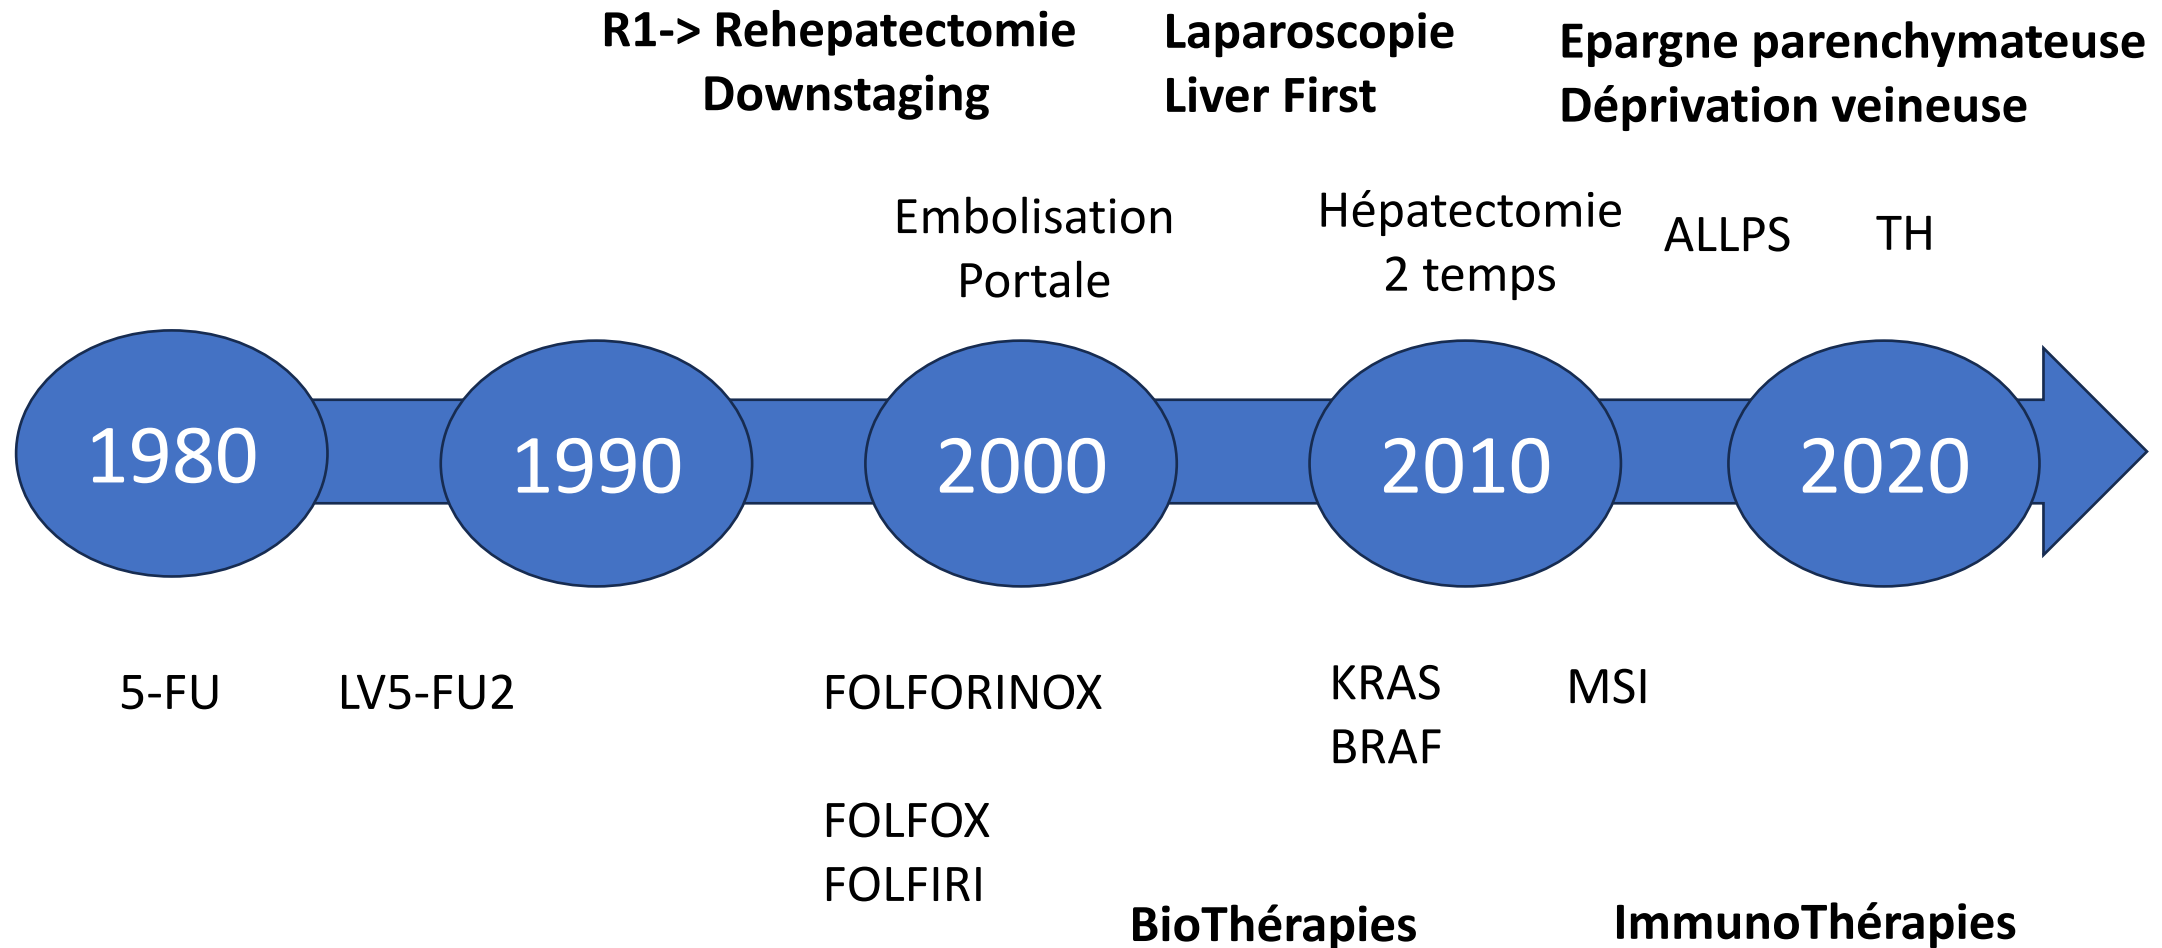 R1-> Rehepatectomie
Downstaging
Laparoscopie
Liver First
Epargne parenchymateuse
Déprivation veineuse
Embolisation
Portale
Hépatectomie
2 temps
ALLPS
TH
1980
1990
2000
2010
2020
5-FU
LV5-FU2
FOLFORINOX
KRAS
BRAF
MSI
FOLFOX
FOLFIRI
BioThérapies
ImmunoThérapies